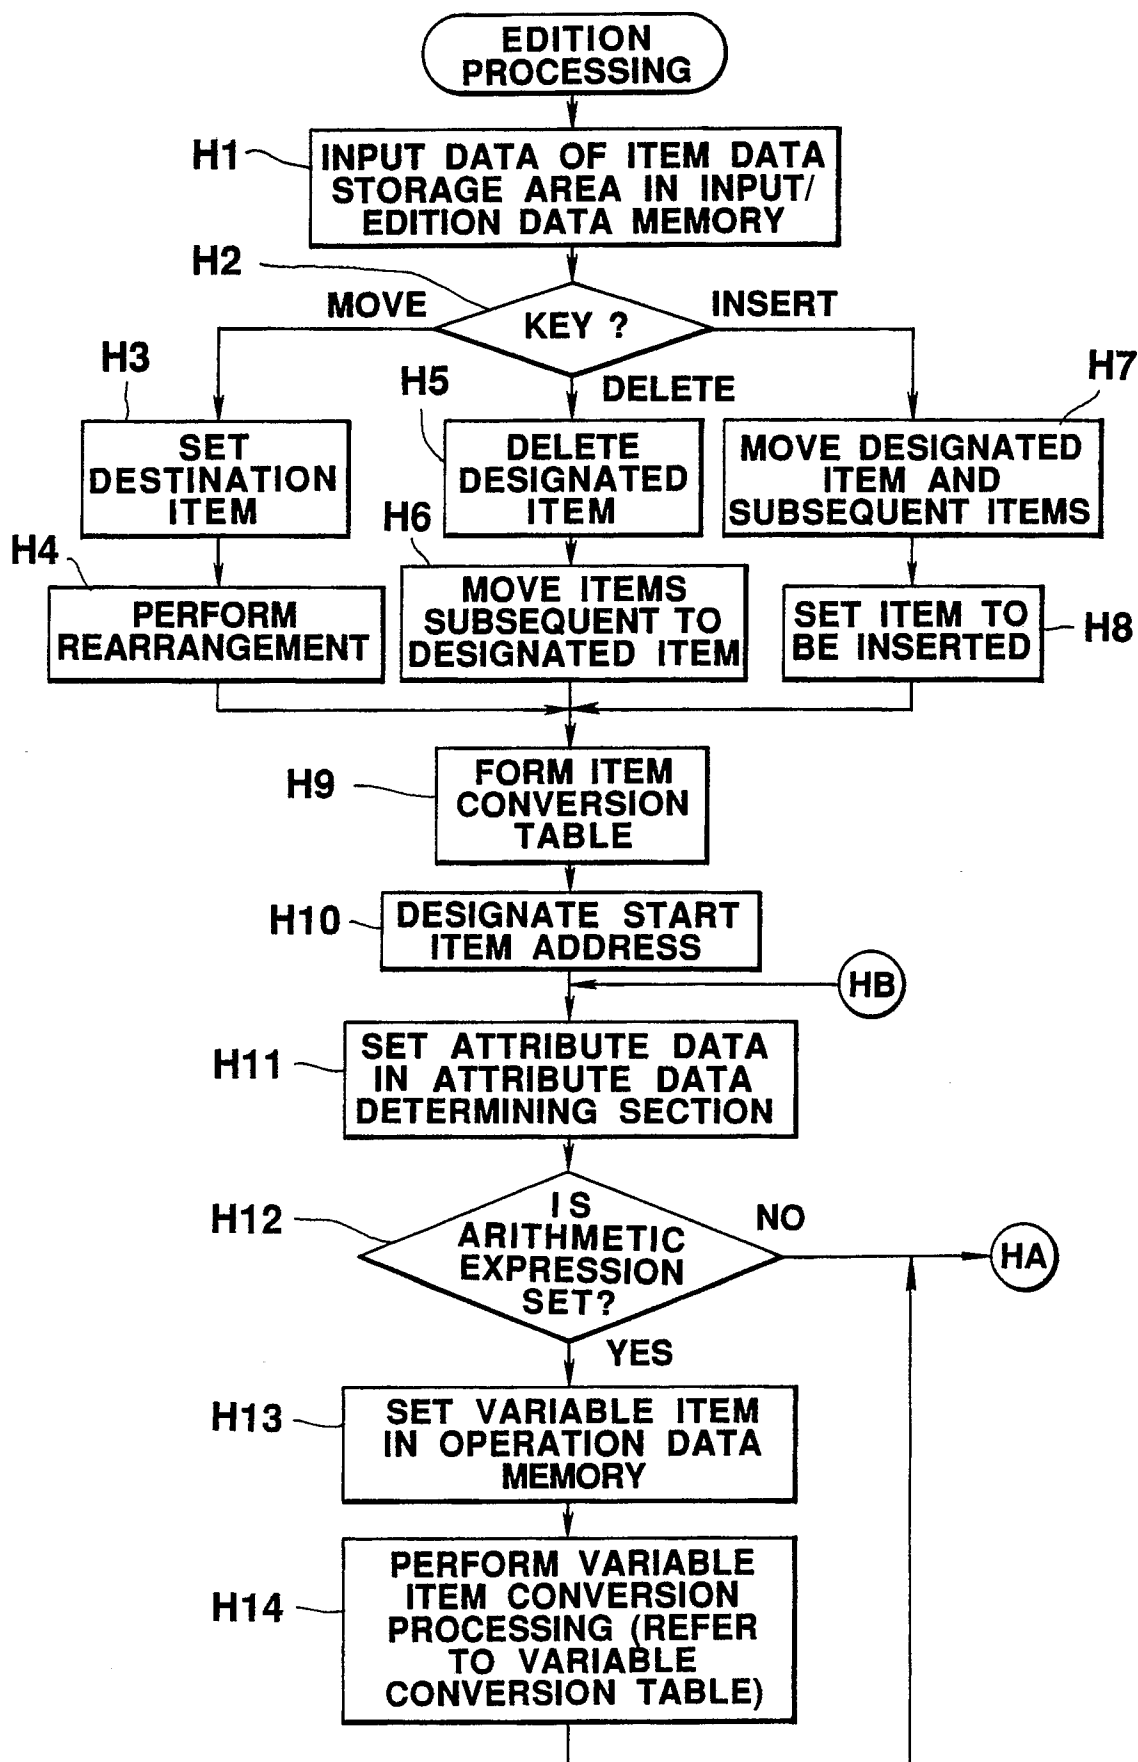 EDITION
PROCESSING
H1
INPUT DATA OF ITEM DATA
STORAGE AREA IN INPUT/
EDITION DATA MEMORY
H2
MOVE
KEY ?
INSERT
DELETE
H3
SET
DESTINATION
ITEM
H5
DELETE
DESIGNATED
ITEM
H7
MOVE DESIGNATED
ITEM AND
SUBSEQUENT ITEMS
H4
PERFORM
REARRANGEMENT
H6
MOVE ITEMS
SUBSEQUENT TO
DESIGNATED ITEM
SET ITEM TO
BE INSERTED
H8
H9
FORM ITEM
CONVERSION
TABLE
H10
DESIGNATE START
ITEM ADDRESS
HB
H11
SET ATTRIBUTE DATA
IN ATTRIBUTE DATA
DETERMINING SECTION
H12
IS
ARITHMETIC
EXPRESSION
SET?
NO
HA
YES
H13
SET VARIABLE ITEM
IN OPERATION DATA
MEMORY
H14
PERFORM VARIABLE
ITEM CONVERSION
PROCESSING (REFER
TO VARIABLE
CONVERSION TABLE)